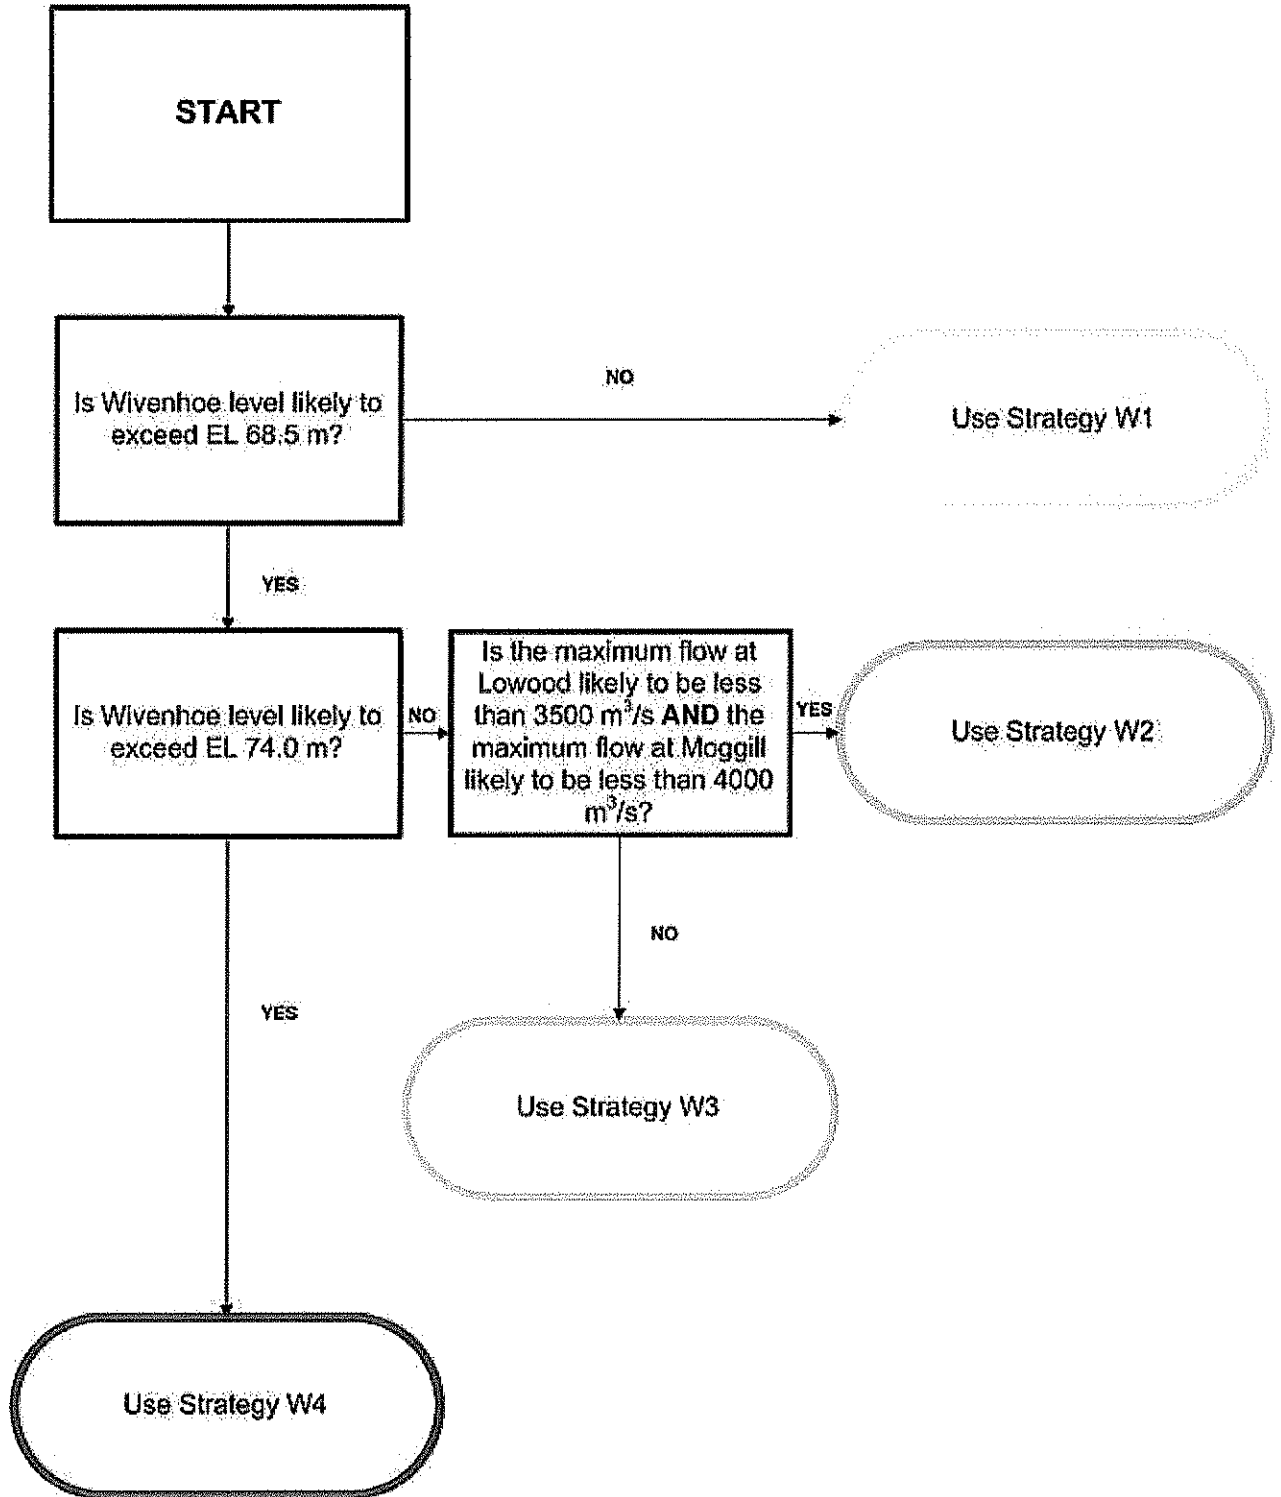 START
Is Wivenhoe level likely to
exceed EL 68.5 m?
NO
Use Strategy W1
YES
Is Wivenhoe level likely to
exceed EL 74.0 m?
NO
Is the maximum flow at
Lowood likely to be less
than 3500 m³/s AND the
maximum flow at Moggill
likely to be less than 4000
m³/s?
YES
Use Strategy W2
NO
YES
Use Strategy W3
Use Strategy W4